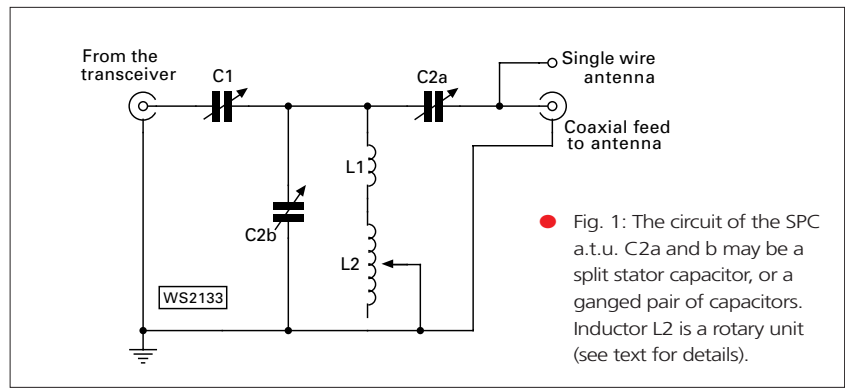 From the
transceiver
C1
C2a
Single wire
antenna
Coaxial feed
to antenna
L1
C2b
L2
WS2133
Fig. 1: The circuit of the SPC
a.t.u. C2a and b may be a
split stator capacitor, or a
ganged pair of capacitors.
Inductor L2 is a rotary unit
(see text for details).